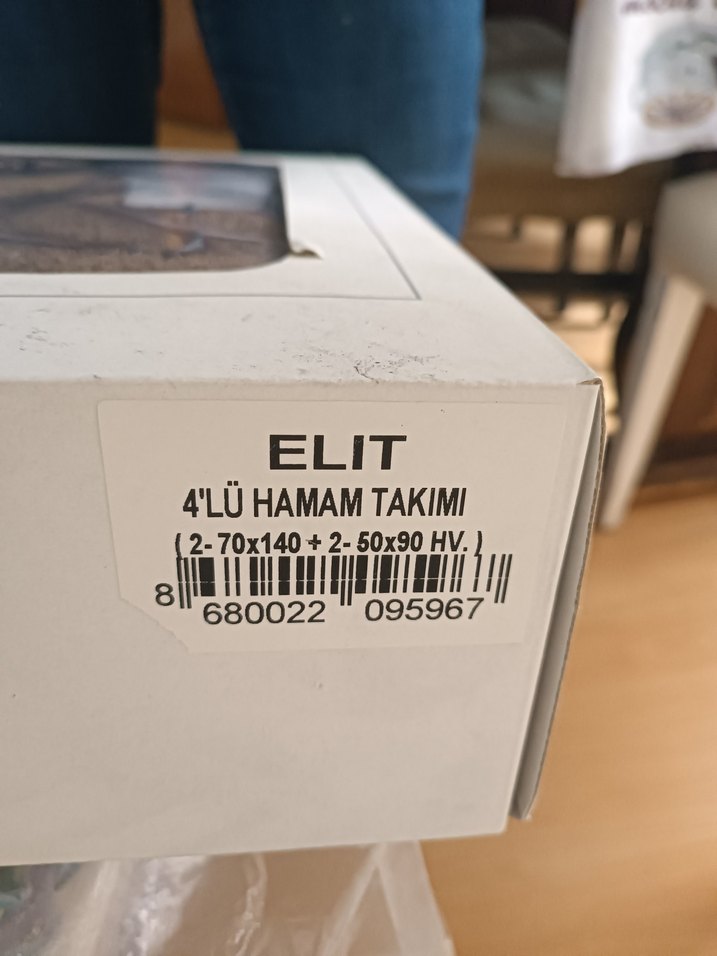 ELIT
4'LÜ HAMAM TAKIMI
( 2- 70x140 + 2- 50x90 HV. )
8 680022 095967